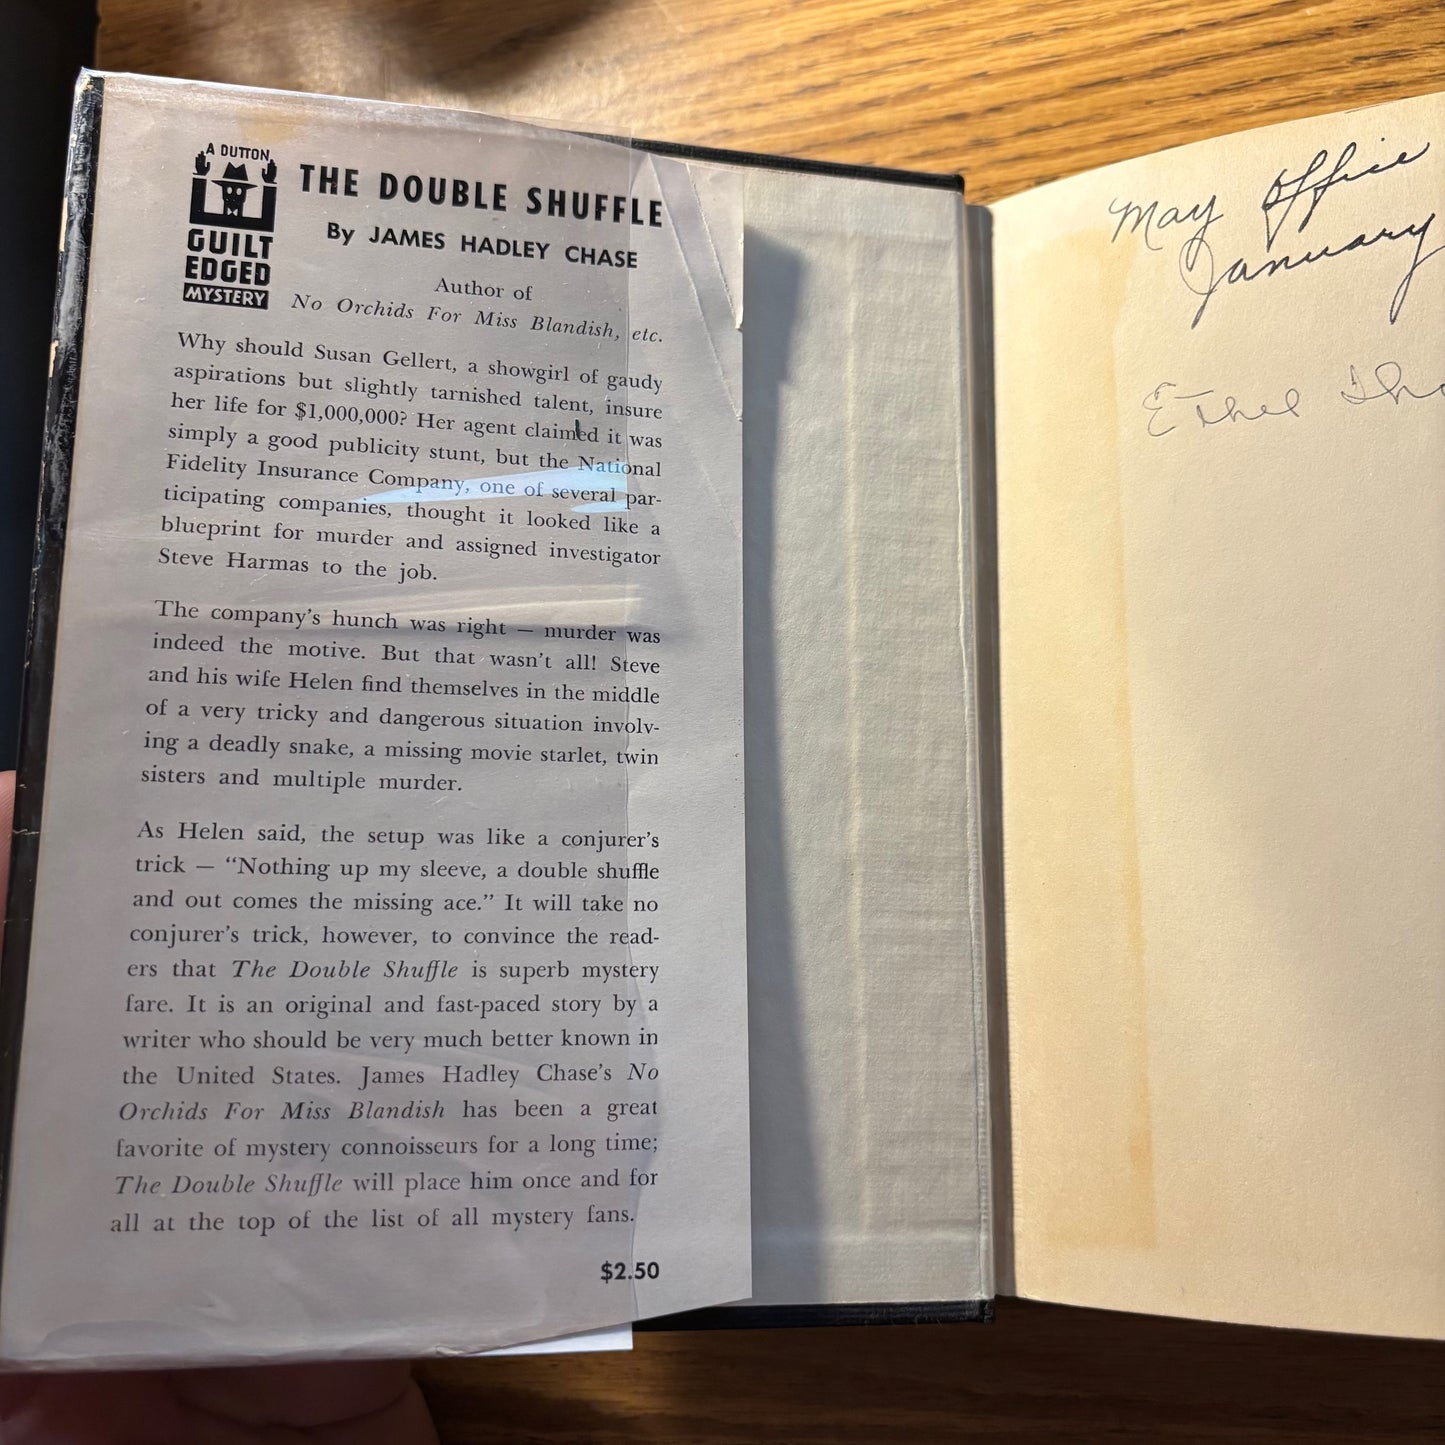 A DUTTON
GUILT
EDGED
MYSTERY
THE DOUBLE SHUFFLE
By JAMES HADLEY CHASE
Author of
No Orchids For Miss Blandish, etc.
Why should Susan Gellert, a showgirl of gaudy
aspirations but slightly tarnished talent, insure
her life for $1,000,000? Her agent claimed it was
simply a good publicity stunt, but the National
Fidelity Insurance Company, one of several par-
ticipating companies, thought it looked like a
blueprint for murder and assigned investigator
Steve Harmas to the job.
The company's hunch was right — murder was
indeed the motive. But that wasn't all! Steve
and his wife Helen find themselves in the middle
of a very tricky and dangerous situation involv-
ing a deadly snake, a missing movie starlet, twin
sisters and multiple murder.
As Helen said, the setup was like a conjurer's
trick — “Nothing up my sleeve, a double shuffle
and out comes the missing ace.” It will take no
conjurer's trick, however, to convince the read-
ers that The Double Shuffle is superb mystery
fare. It is an original and fast-paced story by a
writer who should be very much better known in
the United States. James Hadley Chase's No
Orchids For Miss Blandish has been a great
favorite of mystery connoisseurs for a long time;
The Double Shuffle will place him once and for
all at the top of the list of all mystery fans.
$2.50
May Office
January
Ethel